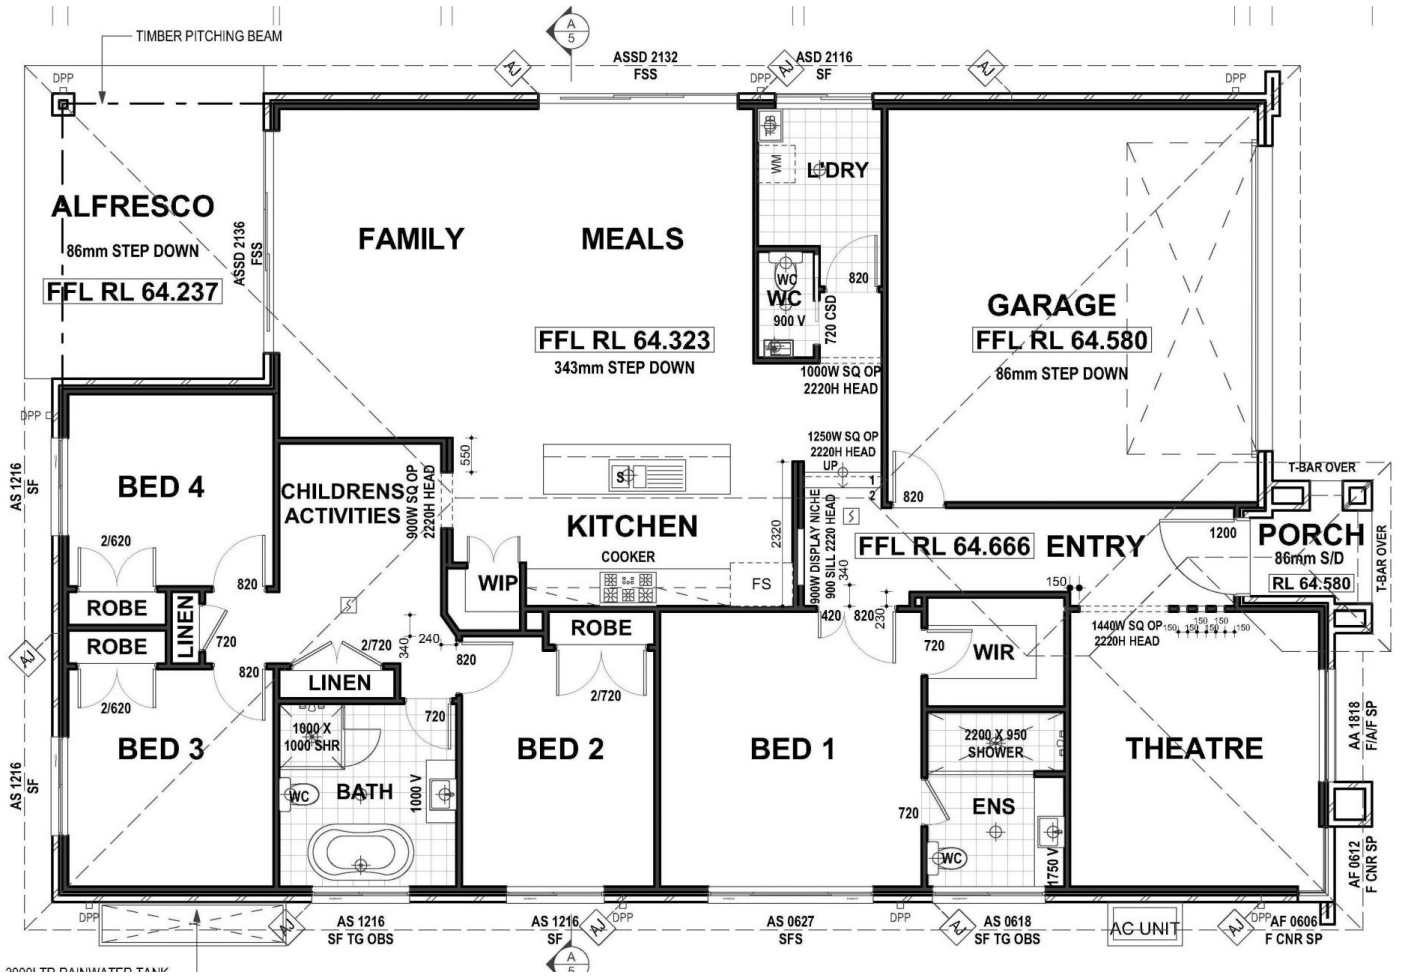 TIMBER PITCHING BEAM
A
5
ASSD 2132
FSS
ASD 2116
SF
AJ
AJ
AJ
DPP
DPP
DPP
DPP
ALFRESCO
86mm STEP DOWN
FFL RL 64.237
ASSD 2136
FSS
FAMILY
MEALS
FFL RL 64.323
343mm STEP DOWN
WM
L'DRY
820
WC
WC
900 V
720 CSD
1000W SQ OP
2220H HEAD
GARAGE
FFL RL 64.580
86mm STEP DOWN
DPP
AS 1216
SF
BED 4
2/620
820
ROBE
LINEN
720
CHILDRENS
ACTIVITIES
900W SQ OP
2220H HEAD
550
S
KITCHEN
COOKER
WIP
FS
2320
1250W SQ OP
2220H HEAD
UP
1
2
820
900W DISPLAY NICHE
900 SILL 2220 HEAD
FFL RL 64.666
ENTRY
1200
T-BAR OVER
T-BAR OVER
PORCH
86mm S/D
RL 64.580
340
150
420
820
230
1440W SQ OP
2220H HEAD
150
150
150
150
150
150
AJ
ROBE
2/620
820
BED 3
AS 1216
SF
2/720
340
240
LINEN
820
720
1000 X
1000 SHR
WC
BATH
1000 V
ROBE
2/720
BED 2
BED 1
720
WIR
2200 X 950
SHOWER
720
ENS
WC
1750 V
THEATRE
AA 1818
F/A/F SP
AF 0612
F CNR SP
DPP
AJ
AS 1216
SF TG OBS
AS 1216
SF
AJ
DPP
AS 0627
SFS
DPP
AJ
AS 0618
SF TG OBS
AC UNIT
AJ
DPP
AF 0606
F CNR SP
A
5